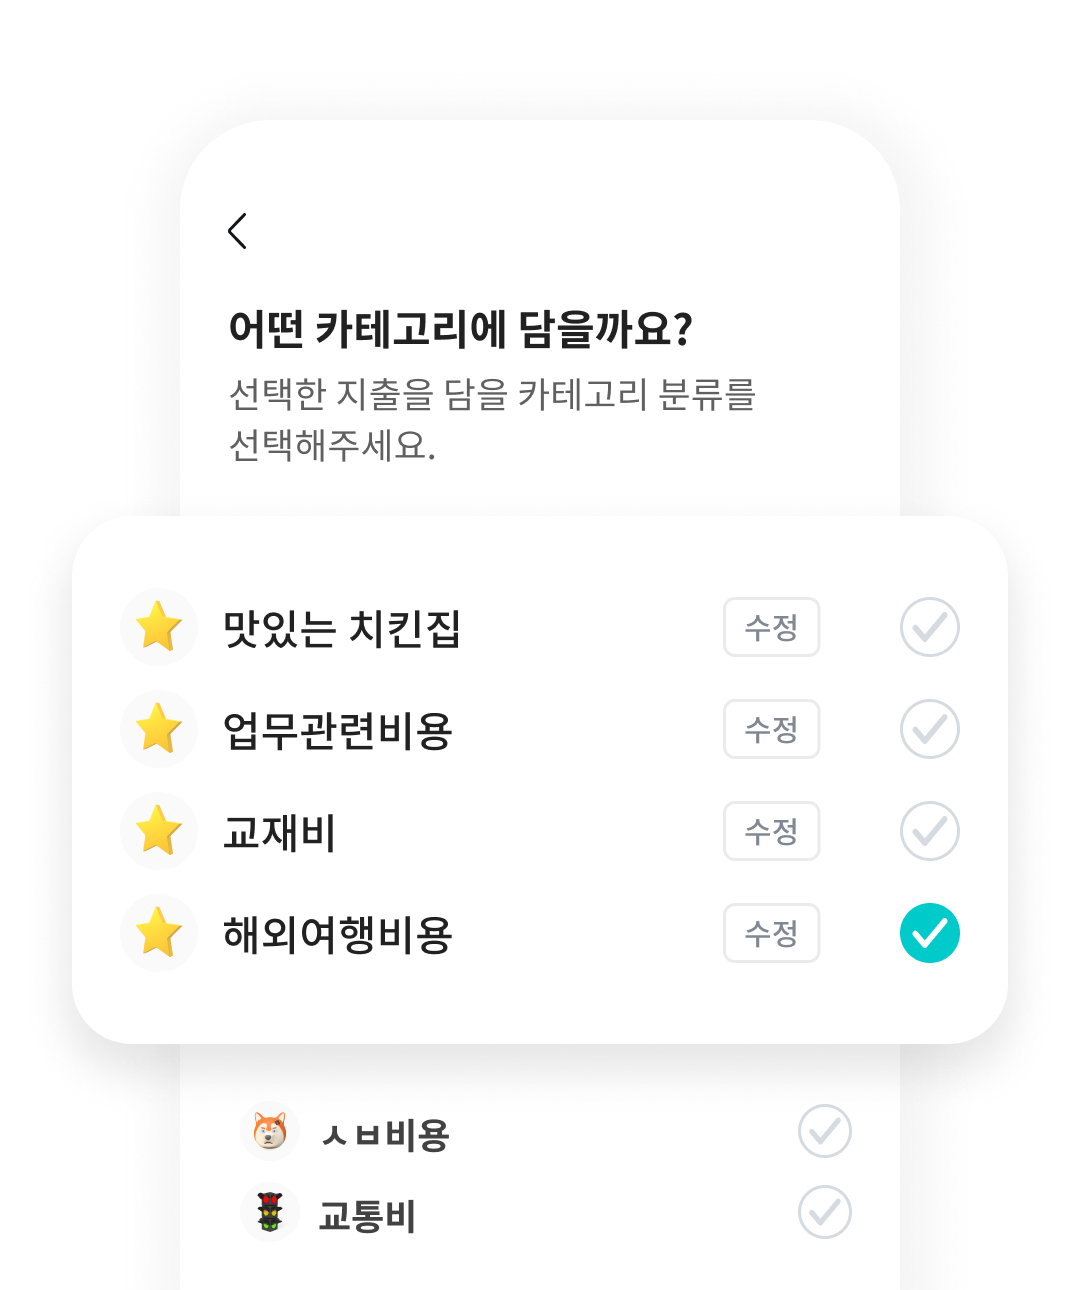 어떤 카테고리에 담을까요?
선택한 지출을 담을 카테고리 분류를
선택해주세요.
맛있는 치킨집 수정
업무관련비용 수정
교재비 수정
해외여행비용 수정
ㅅㅂ비용
교통비